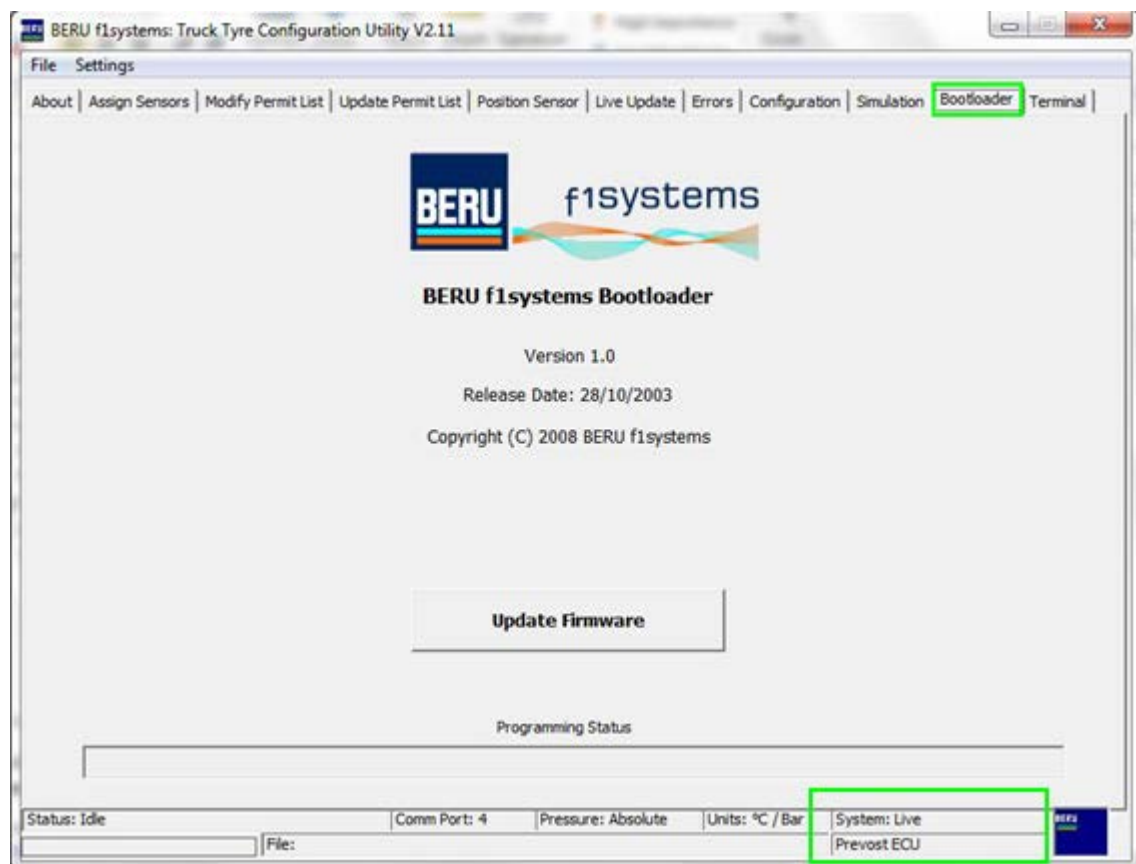 BERU f1systems: Truck Tyre Configuration Utility V2.11
File Settings
About Assign Sensors Modify Permit List Update Permit List Position Sensor Live Update Errors Configuration Simulation Bootloader Terminal
BERU f1systems
BERU f1systems Bootloader
Version 1.0
Release Date: 28/10/2003
Copyright (C) 2008 BERU f1systems
Update Firmware
Programming Status
Status: Idle Comm Port: 4 Pressure: Absolute Units: °C / Bar System: Live BERU
File: Prevost ECU